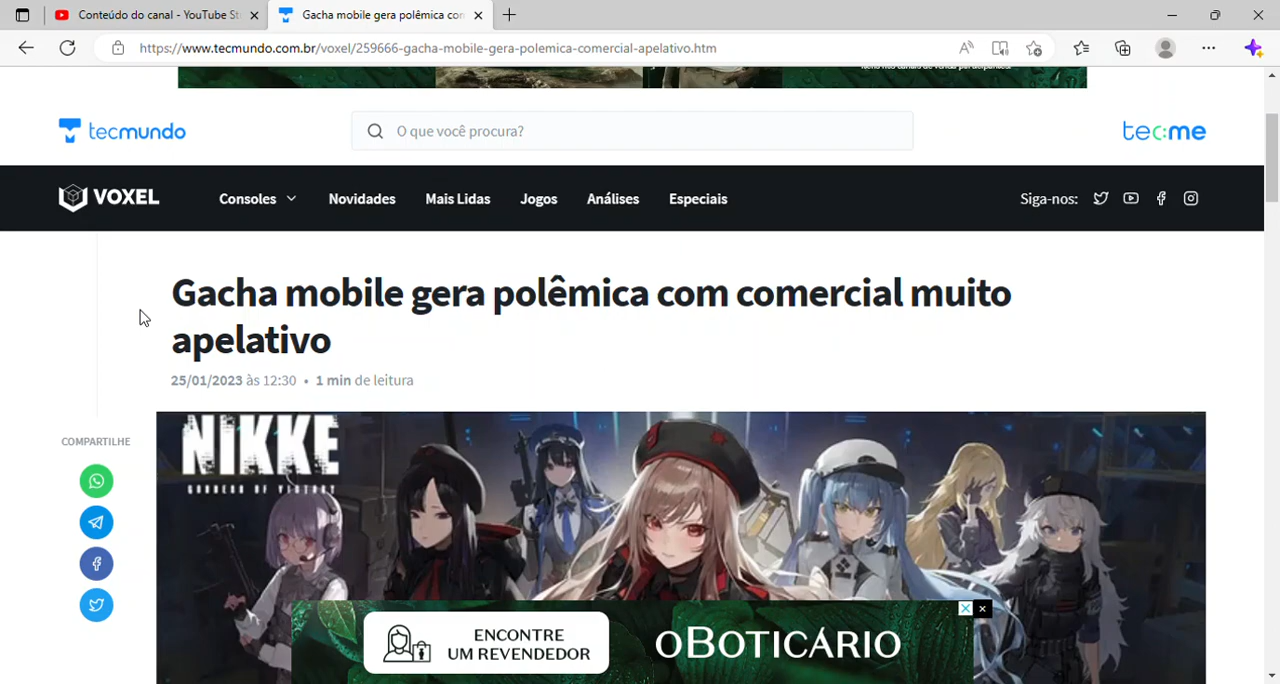 Conteúdo do canal - YouTube St
Gacha mobile gera polêmica com
https://www.tecmundo.com.br/voxel/259666-gacha-mobile-gera-polemica-comercial-apelativo.htm
tecmundo
O que você procura?
tec:me
VOXEL
Consoles
Novidades
Mais Lidas
Jogos
Análises
Especiais
Siga-nos:
Gacha mobile gera polêmica com comercial muito
apelativo
25/01/2023 às 12:30 • 1 min de leitura
COMPARTILHE
NIKKE
GODDESS OF VICTORY
ENCONTRE
UM REVENDEDOR
OBOTICÁRIO